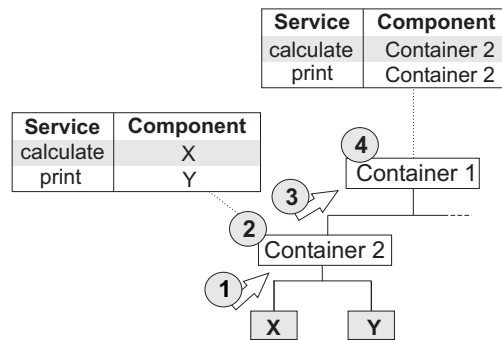 Service Component
calculate Container 2
print Container 2
Service Component
calculate X
print Y
4
Container 1
3
2
Container 2
1
X Y